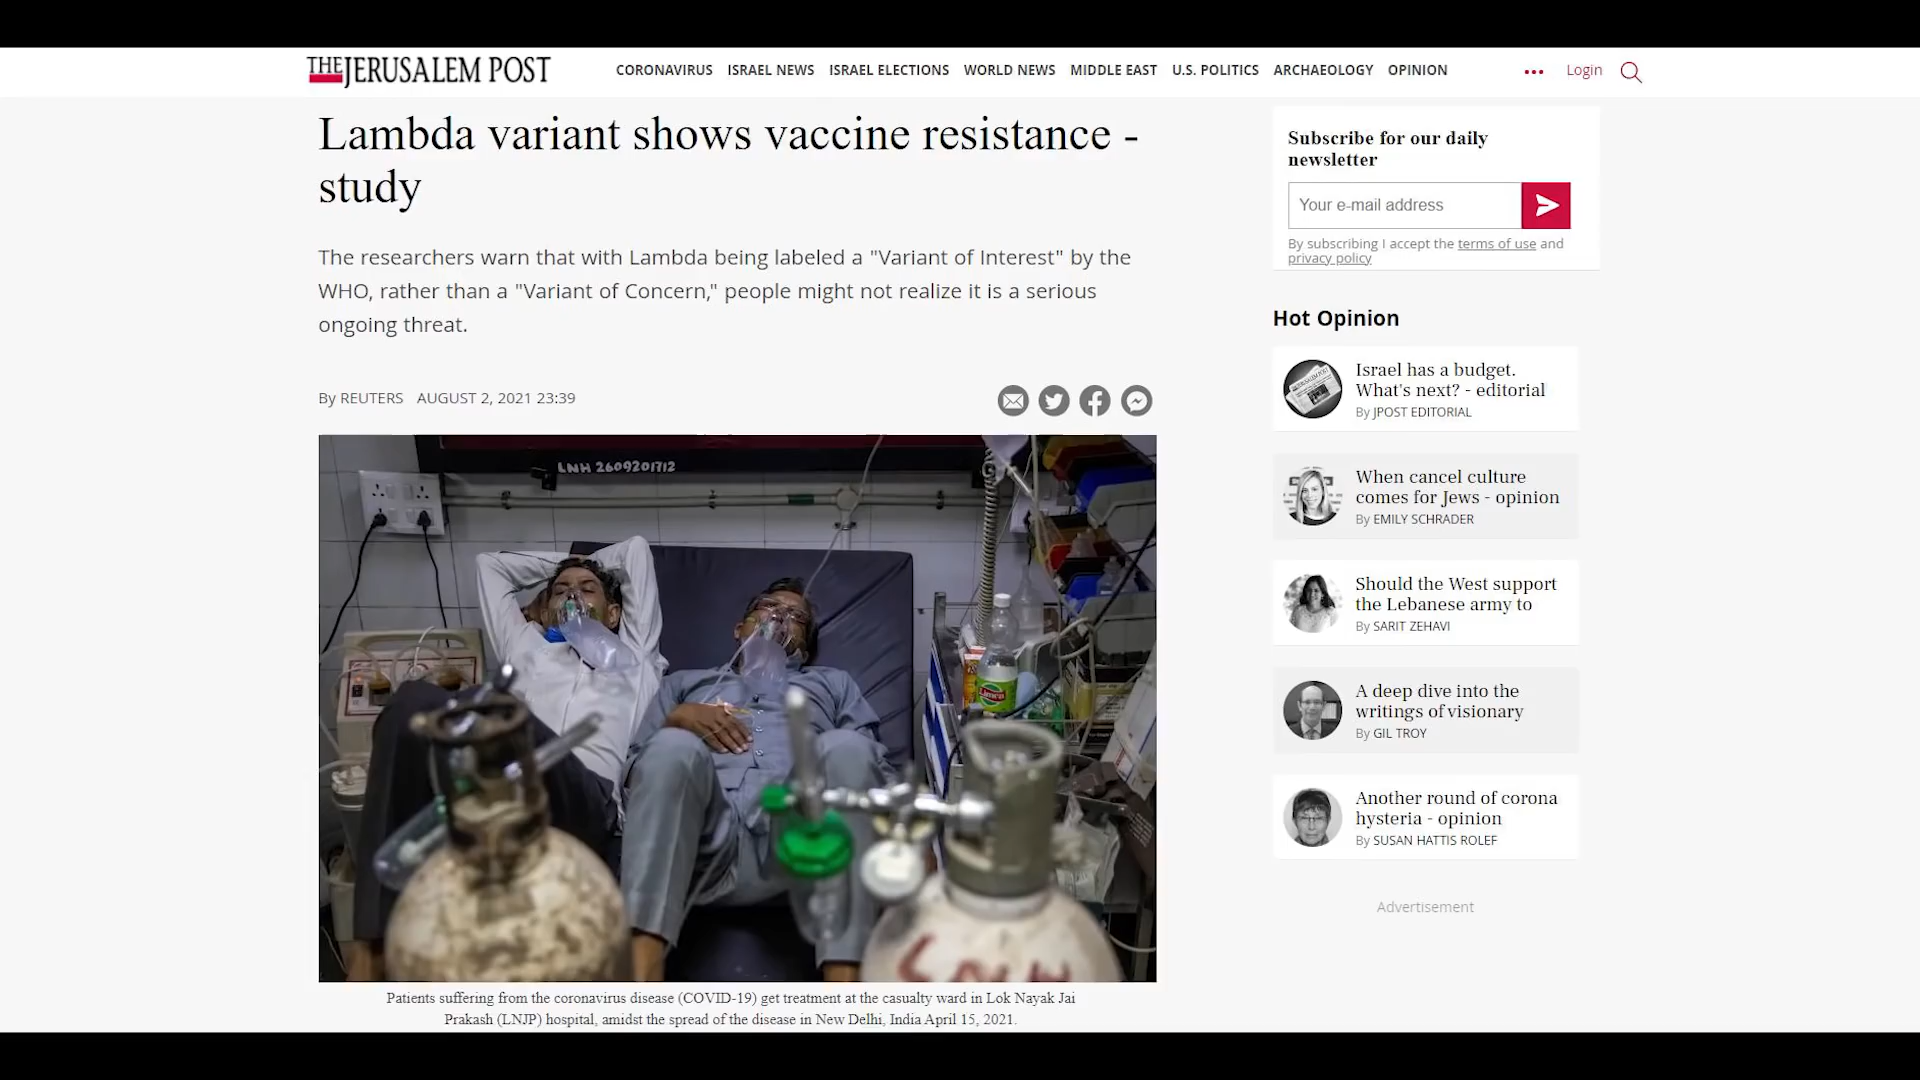 THE JERUSALEM POST
CORONAVIRUS ISRAEL NEWS ISRAEL ELECTIONS WORLD NEWS MIDDLE EAST U.S. POLITICS ARCHAEOLOGY OPINION
Login
Lambda variant shows vaccine resistance -
study
The researchers warn that with Lambda being labeled a "Variant of Interest" by the
WHO, rather than a "Variant of Concern," people might not realize it is a serious
ongoing threat.
By REUTERS AUGUST 2, 2021 23:39
LNH 2609201712
Limca
LNH
Patients suffering from the coronavirus disease (COVID-19) get treatment at the casualty ward in Lok Nayak Jai
Prakash (LNJP) hospital, amidst the spread of the disease in New Delhi, India April 15, 2021.
Subscribe for our daily
newsletter
Your e-mail address
By subscribing I accept the terms of use and
privacy policy
Hot Opinion
Israel has a budget.
What's next? - editorial
By JPOST EDITORIAL
When cancel culture
comes for Jews - opinion
By EMILY SCHRADER
Should the West support
the Lebanese army to
By SARIT ZEHAVI
A deep dive into the
writings of visionary
By GIL TROY
Another round of corona
hysteria - opinion
By SUSAN HATTIS ROLEF
Advertisement